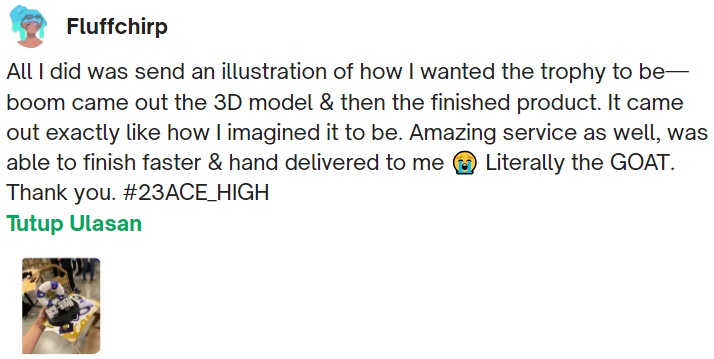 Fluffchirp
All I did was send an illustration of how I wanted the trophy to be—
boom came out the 3D model & then the finished product. It came
out exactly like how I imagined it to be. Amazing service as well, was
able to finish faster & hand delivered to me 😭 Literally the GOAT.
Thank you. #23ACE_HIGH
Tutup Ulasan